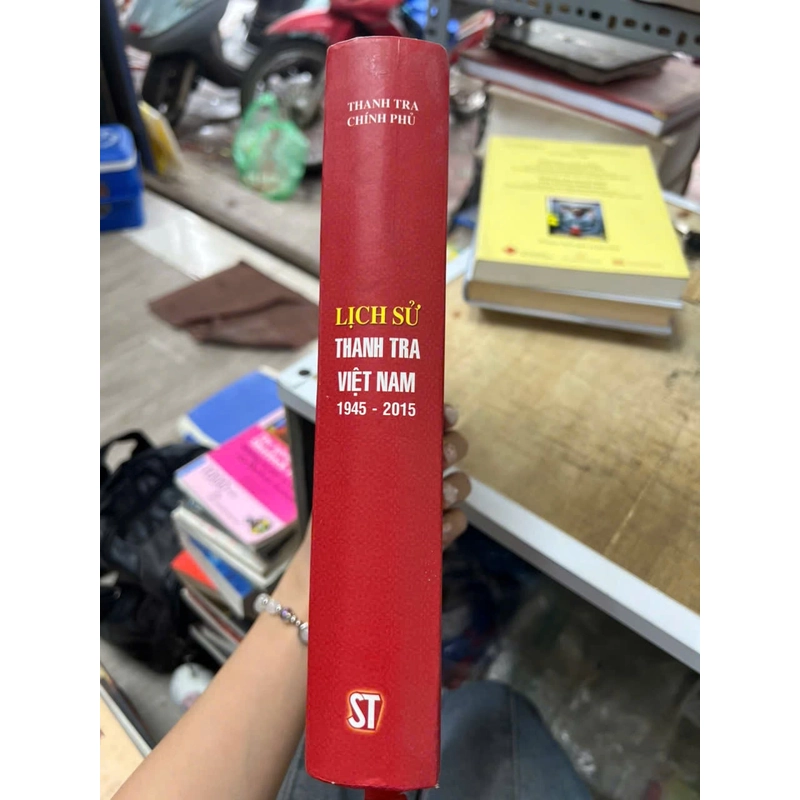 THANH TRA
CHÍNH PHỦ
LỊCH SỬ
THANH TRA
VIỆT NAM
1945 - 2015
ST